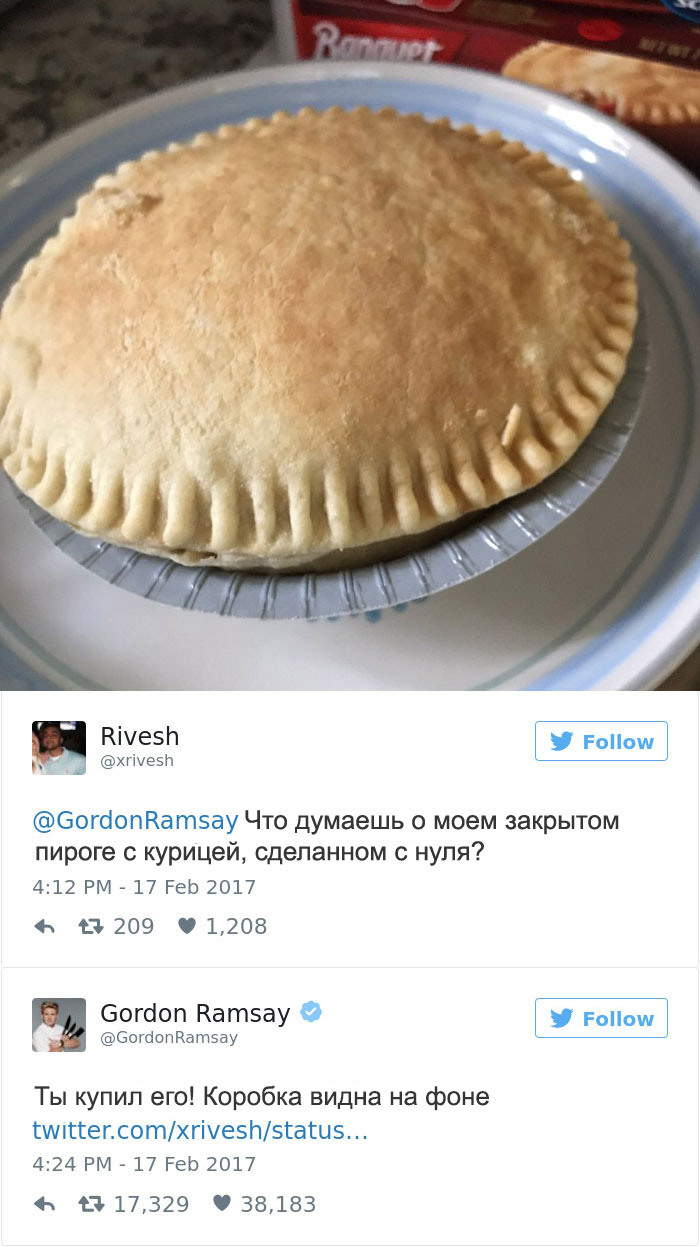 Banquet
NET WT
Rivesh
@xrivesh
Follow
@GordonRamsay Что думаешь о моем закрытом
пироге с курицей, сделанном с нуля?
4:12 PM - 17 Feb 2017
209 1,208
Gordon Ramsay
@GordonRamsay
Follow
Ты купил его! Коробка видна на фоне
twitter.com/xrivesh/status...
4:24 PM - 17 Feb 2017
17,329 38,183